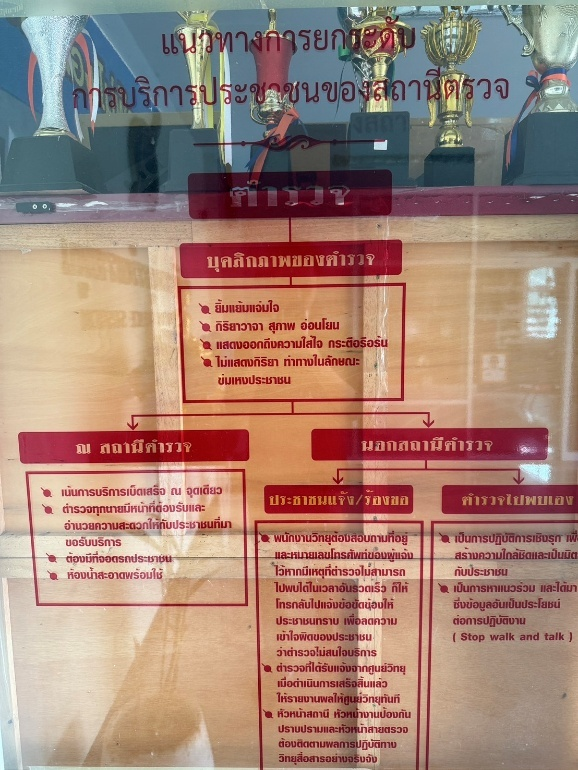 แนวทางการยกระดับ
การบริการประชาชนของสถานีตรวจ
ตำรวจ
บุคลิกภาพของตำรวจ
ยิ้มแย้มแจ่มใจ
กิริยาวาจา สุภาพ อ่อนโยน
แสดงออกถึงความใส่ใจ กระตือรือร้น
ไม่แสดงกิริยา ท่าทางในลักษณะ
ข่มเหงประชาชน
ณ สถานีตำรวจ
เน้นการบริการเบ็ดเสร็จ ณ จุดเดียว
ตำรวจทุกนายมีหน้าที่ต้องรับและ
อำนวยความสะดวกให้กับประชาชนที่มา
ขอรับบริการ
ต้องมีที่จอดรถประชาชน
ห้องน้ำสะอาดพร้อมใช้
นอกสถานีตำรวจ
ประชาชนแจ้ง/ร้องขอ
พนักงานวิทยุต้องสอบถามที่อยู่
และหมายเลขโทรศัพท์ของผู้แจ้ง
ไว้หากมีเหตุที่ตำรวจไม่สามารถ
ไปพบได้ในเวลาอันรวดเร็ว ก็ให้
โทรกลับไปแจ้งข้อขัดข้องให้
ประชาชนทราบ เพื่อลดความ
เข้าใจผิดของประชาชน
ว่าตำรวจไม่สนใจบริการ
ตำรวจที่ได้รับแจ้งจากศูนย์วิทยุ
เมื่อดำเนินการเสร็จสิ้นแล้ว
ให้รายงานผลให้ศูนย์วิทยุทันที
หัวหน้าสถานี หัวหน้างานป้องกัน
ปราบปรามและหัวหน้าสายตรวจ
ต้องติดตามผลการปฏิบัติทาง
วิทยุสื่อสารอย่างจริงจัง
ตำรวจไปพบเอง
เป็นการปฏิบัติการเชิงรุก
สร้างความใกล้ชิดและเป็นมิตร
กับประชาชน
เป็นการหาแนวร่วม และได้มา
ซึ่งข้อมูลอันเป็นประโยชน์
ต่อการปฏิบัติงาน
( Stop walk and talk )